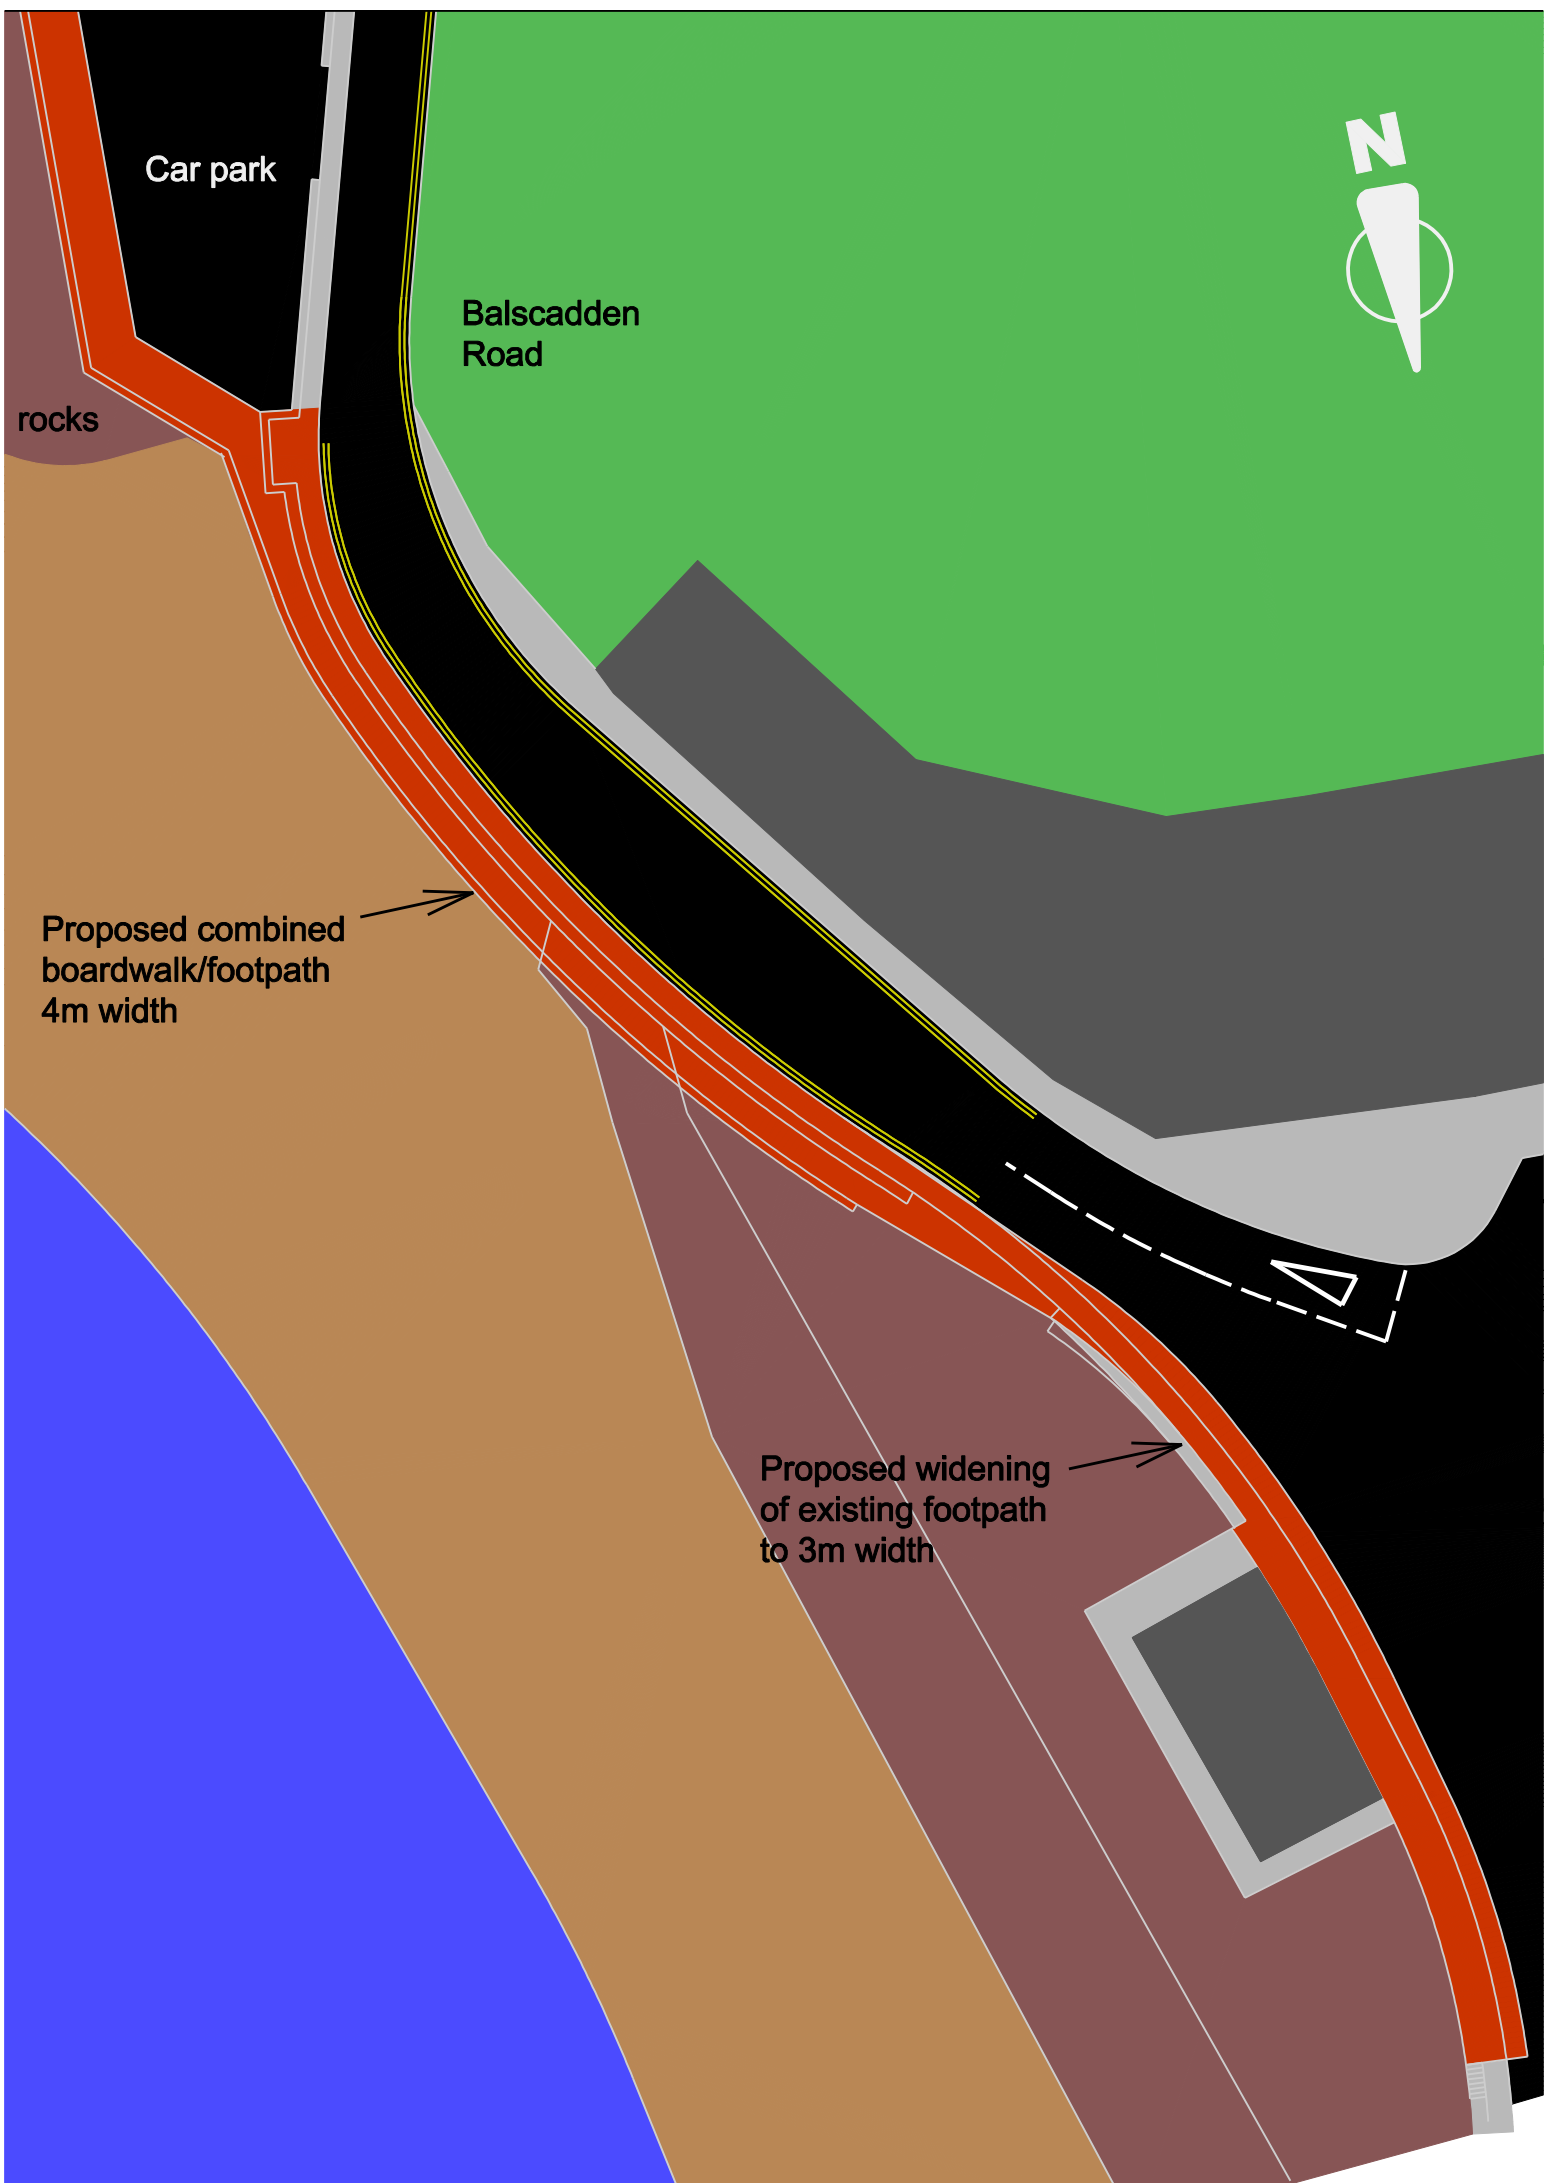 N
Car park
Balscadden
Road
rocks
Proposed combined
boardwalk/footpath
4m width
Proposed widening
of existing footpath
to 3m width